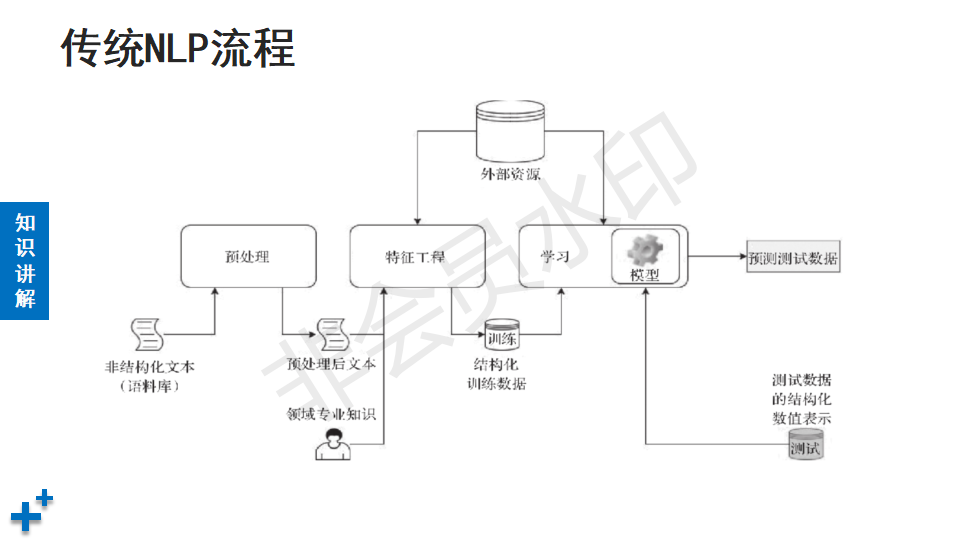 传统NLP流程
外部资源
知
识
讲
解
预处理
特征工程
学习
模型
预测测试数据
非结构化文本
（语料库）
预处理后文本
训练
结构化
训练数据
领域专业知识
测试数据
的结构化
数值表示
测试
非会员水印